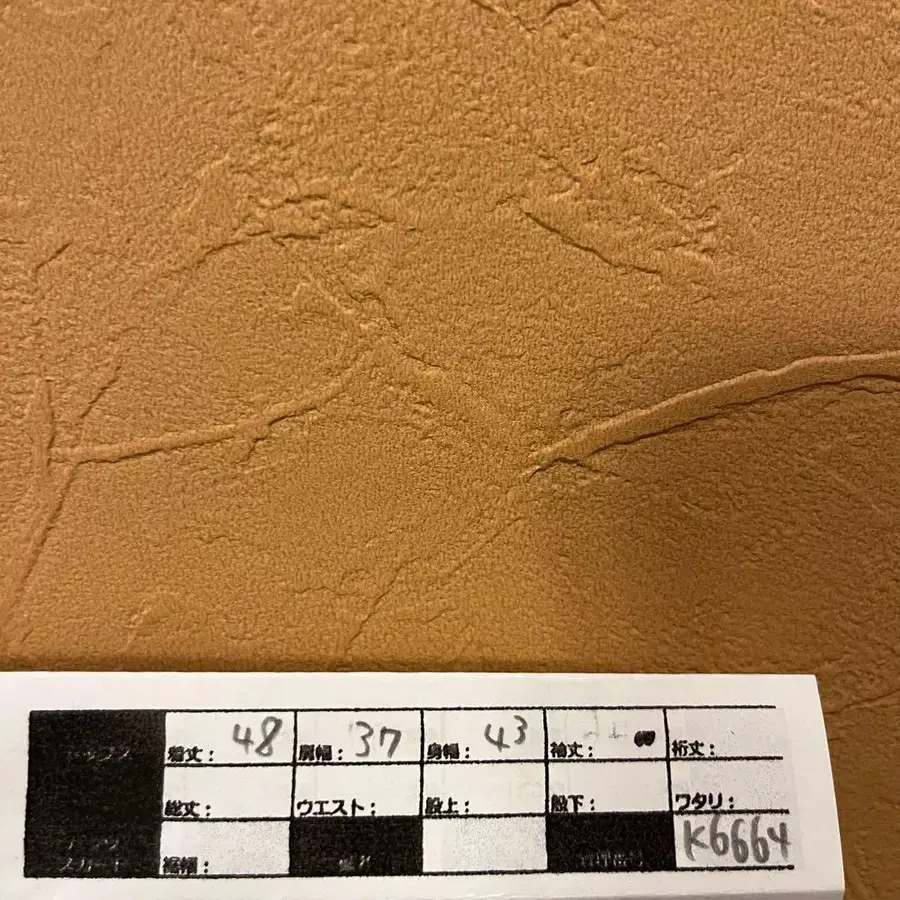 着丈: 48 肩幅: 37 身幅: 43 袖丈: 裄丈:
総丈: ウエスト: 股上: 股下: ワタリ:
裾幅: K6664